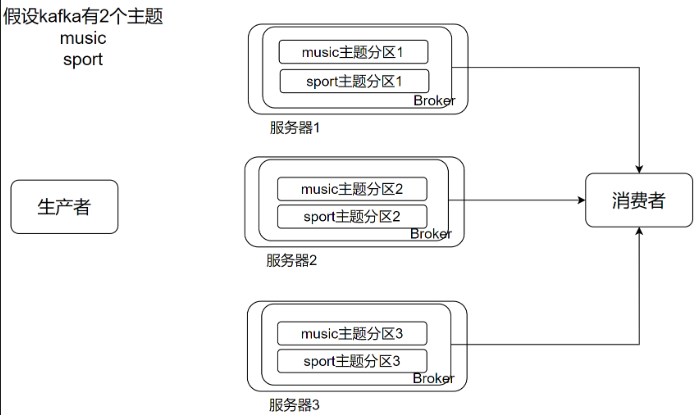 假设kafka有2个主题
music
sport
music主题分区1
sport主题分区1
Broker
服务器1
生产者
music主题分区2
sport主题分区2
Broker
服务器2
消费者
music主题分区3
sport主题分区3
Broker
服务器3